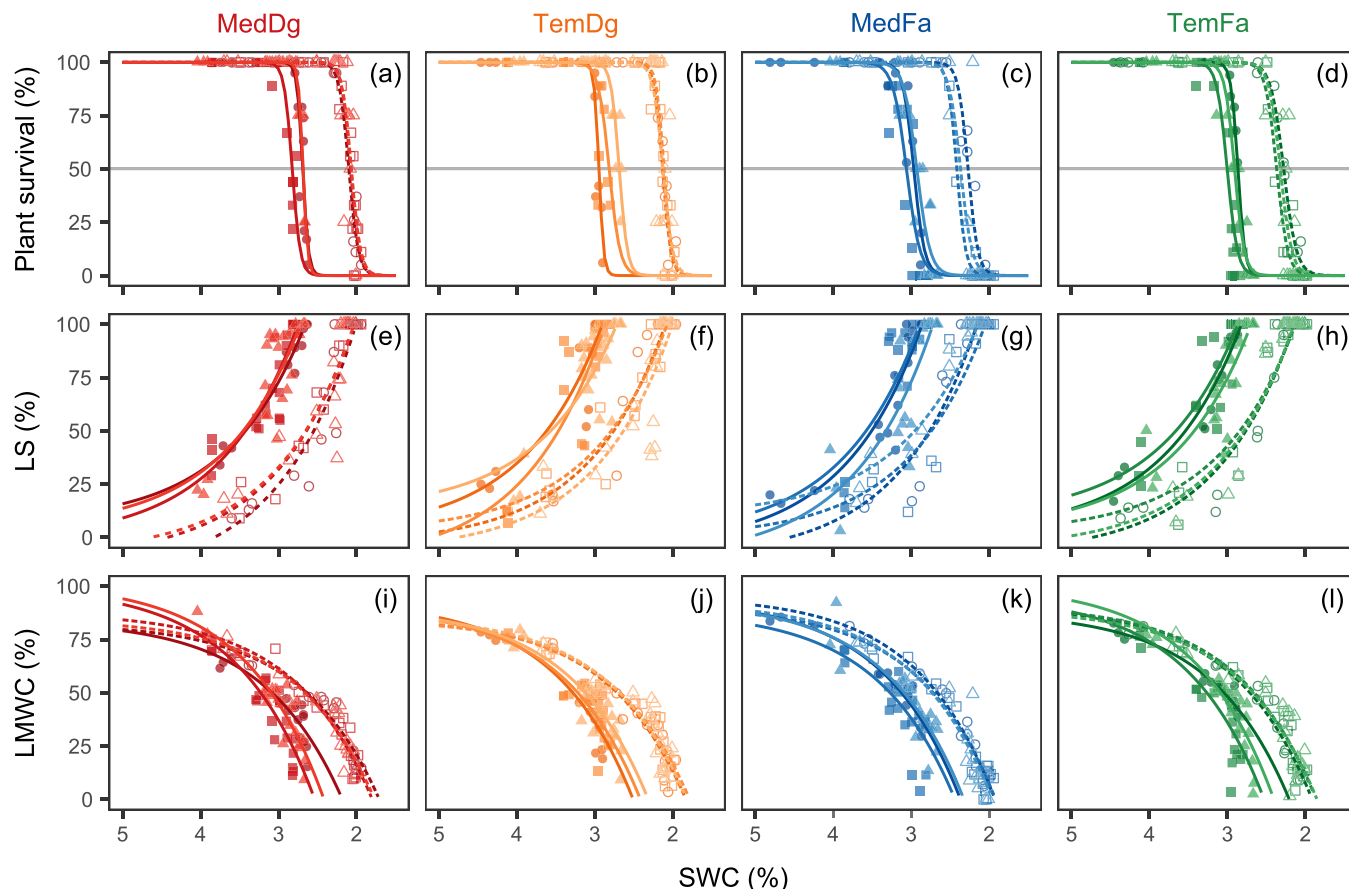 MedDg TemDg MedFa TemFa
Plant survival (%)
100
75
50
25
0
(a) (b) (c) (d)
LS (%)
100
75
50
25
0
(e) (f) (g) (h)
LMWC (%)
100
75
50
25
0
(i) (j) (k) (l)
5 4 3 2 5 4 3 2 5 4 3 2 5 4 3 2
SWC (%)